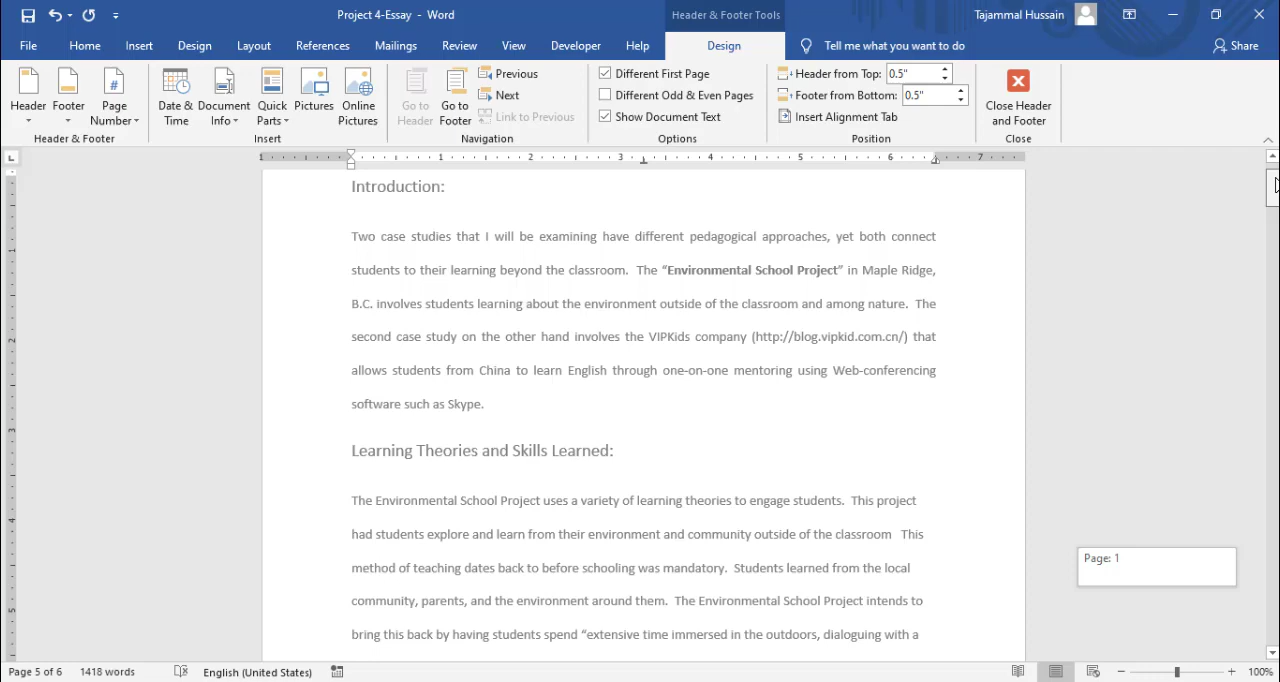 Project 4-Essay - Word
Header & Footer Tools
Tajammal Hussain
File Home Insert Design Layout References Mailings Review View Developer Help Design Tell me what you want to do Share
Header Footer Page Number
Header & Footer
Date & Time Document Info Quick Parts Pictures Online Pictures
Insert
Go to Header Go to Footer Previous Next Link to Previous
Navigation
Different First Page
Different Odd & Even Pages
Show Document Text
Options
Header from Top: 0.5"
Footer from Bottom: 0.5"
Insert Alignment Tab
Position
Close Header and Footer
Close
1 1 2 3 4 5 6 7
1
2
3
4
5
Introduction:
Two case studies that I will be examining have different pedagogical approaches, yet both connect
students to their learning beyond the classroom. The “Environmental School Project” in Maple Ridge,
B.C. involves students learning about the environment outside of the classroom and among nature. The
second case study on the other hand involves the VIPKids company (http://blog.vipkid.com.cn/) that
allows students from China to learn English through one-on-one mentoring using Web-conferencing
software such as Skype.
Learning Theories and Skills Learned:
The Environmental School Project uses a variety of learning theories to engage students. This project
had students explore and learn from their environment and community outside of the classroom This
method of teaching dates back to before schooling was mandatory. Students learned from the local
community, parents, and the environment around them. The Environmental School Project intends to
bring this back by having students spend “extensive time immersed in the outdoors, dialoguing with a
Page: 1
Page 5 of 6 1418 words English (United States) 100%